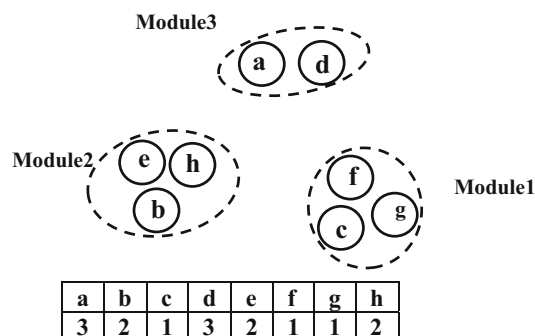 Module3
a d
Module2
e h
b
f
g
c
Module1
a b c d e f g h
3 2 1 3 2 1 1 2